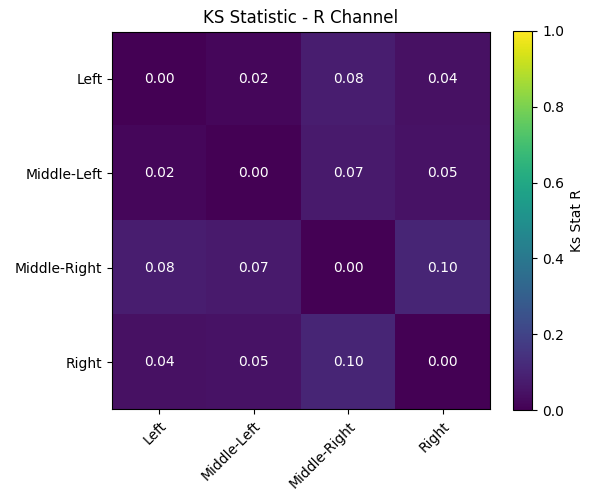 KS Statistic - R Channel
Left 0.00 0.02 0.08 0.04
Middle-Left 0.02 0.00 0.07 0.05
Middle-Right 0.08 0.07 0.00 0.10
Right 0.04 0.05 0.10 0.00
Left Middle-Left Middle-Right Right
1.0
0.8
0.6
0.4
0.2
0.0
Ks Stat R